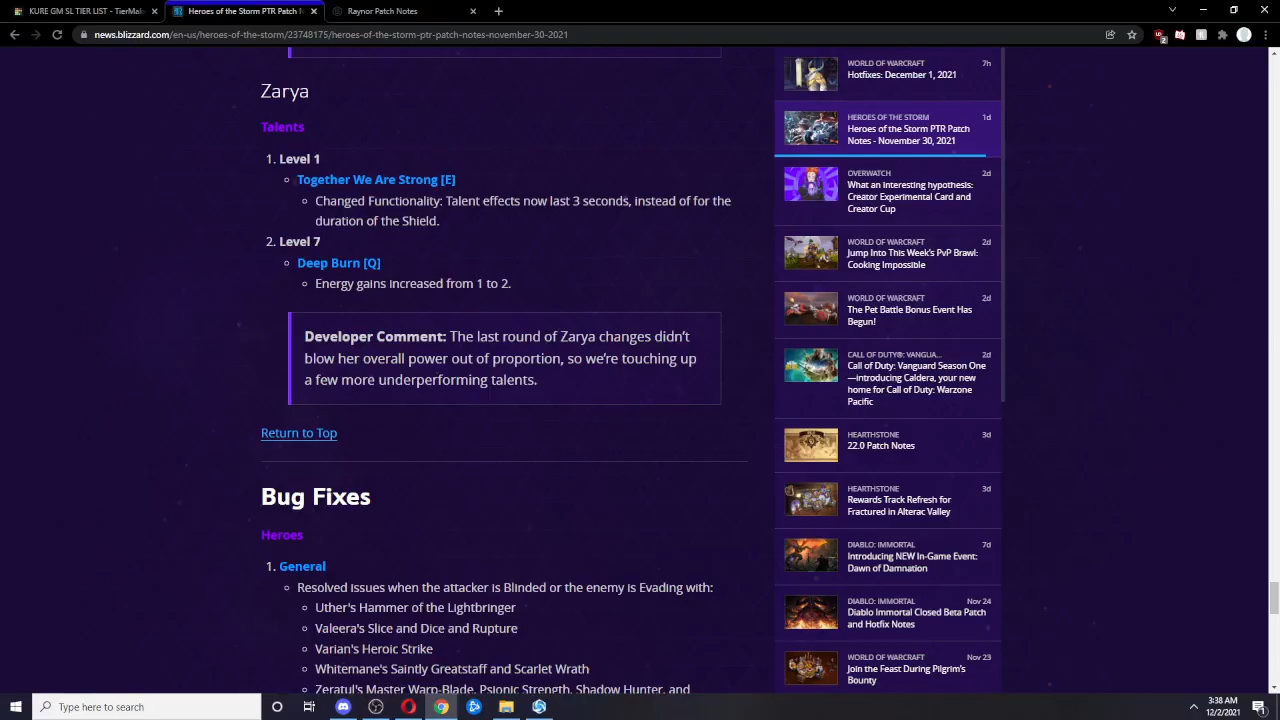 KURE GM SL TIER LIST - TierMak
Heroes of the Storm PTR Patch N
Raynor Patch Notes
news.blizzard.com/en-us/heroes-of-the-storm/23748175/heroes-of-the-storm-ptr-patch-notes-november-30-2021
2
Zarya
Talents
1. Level 1
Together We Are Strong [E]
Changed Functionality: Talent effects now last 3 seconds, instead of for the
duration of the Shield.
2. Level 7
Deep Burn [Q]
Energy gains increased from 1 to 2.
Developer Comment: The last round of Zarya changes didn't
blow her overall power out of proportion, so we're touching up
a few more underperforming talents.
Return to Top
Bug Fixes
Heroes
1. General
Resolved issues when the attacker is Blinded or the enemy is Evading with:
Uther's Hammer of the Lightbringer
Valeera's Slice and Dice and Rupture
Varian's Heroic Strike
Whitemane's Saintly Greatstaff and Scarlet Wrath
Zeratul's Master Warp-Blade, Psionic Strength, Shadow Hunter, and
WORLD OF WARCRAFT 7h
Hotfixes: December 1, 2021
HEROES OF THE STORM 1d
Heroes of the Storm PTR Patch
Notes - November 30, 2021
OVERWATCH 2d
What an interesting hypothesis:
Creator Experimental Card and
Creator Cup
WORLD OF WARCRAFT 2d
Jump Into This Week's PvP Brawl:
Cooking Impossible
WORLD OF WARCRAFT 2d
The Pet Battle Bonus Event Has
Begun!
CALL OF DUTY®: VANGUA... 2d
Call of Duty: Vanguard Season One
—introducing Caldera, your new
home for Call of Duty: Warzone
Pacific
HEARTHSTONE 3d
22.0 Patch Notes
HEARTHSTONE 3d
Rewards Track Refresh for
Fractured in Alterac Valley
DIABLO: IMMORTAL 7d
Introducing NEW In-Game Event:
Dawn of Damnation
DIABLO: IMMORTAL Nov 24
Diablo Immortal Closed Beta Patch
and Hotfix Notes
WORLD OF WARCRAFT Nov 23
Join the Feast During Pilgrim's
Bounty
Type here to search
3:38 AM
12/2/2021
1